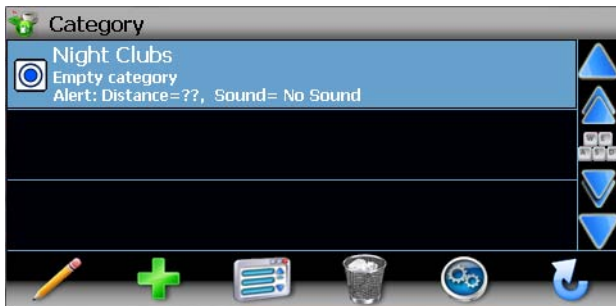 Category
Night Clubs
Empty category
Alert: Distance=??, Sound= No Sound